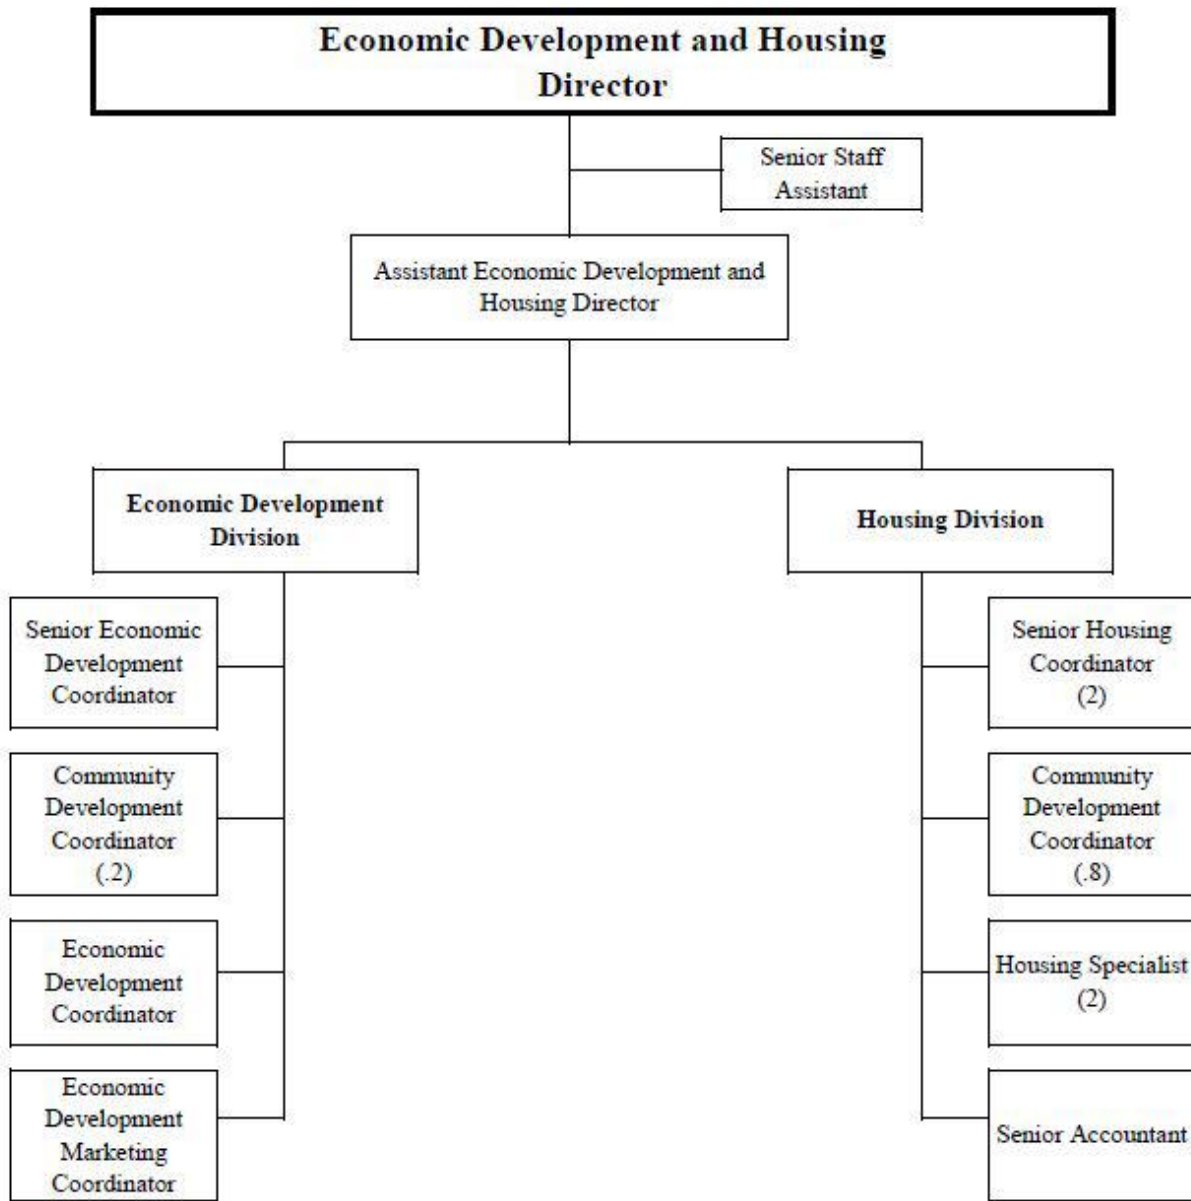 Economic Development and Housing
Director
Senior Staff
Assistant
Assistant Economic Development and
Housing Director
Economic Development
Division
Housing Division
Senior Economic
Development
Coordinator
Community
Development
Coordinator
(.2)
Economic
Development
Coordinator
Economic
Development
Marketing
Coordinator
Senior Housing
Coordinator
(2)
Community
Development
Coordinator
(.8)
Housing Specialist
(2)
Senior Accountant